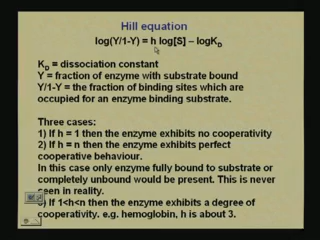 Hill equation
log(Y/1-Y) = h log[S] – logKD
KD = dissociation constant
Y = fraction of enzyme with substrate bound
Y/1-Y = the fraction of binding sites which are
occupied for an enzyme binding substrate.
Three cases:
1) If h = 1 then the enzyme exhibits no cooperativity
2) If h = n then the enzyme exhibits perfect
cooperative behaviour.
In this case only enzyme fully bound to substrate or
completely unbound would be present. This is never
seen in reality.
) If 1<h<n then the enzyme exhibits a degree of
cooperativity. e.g. hemoglobin, h is about 3.